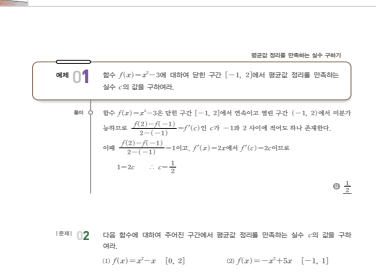 평균값 정리를 만족하는 실수 구하기
예제 01 함수 f(x)=x²-3에 대하여 닫힌 구간 [-1, 2]에서 평균값 정리를 만족하는
실수 c의 값을 구하여라.
풀이 함수 f(x)=x²-3은 닫힌 구간 [-1, 2]에서 연속이고 열린 구간 (-1, 2)에서 미분가
능하므로 \frac{f(2)-f(-1)}{2-(-1)}=f'(c)인 c가 -1과 2 사이에 적어도 하나 존재한다.
이때 \frac{f(2)-f(-1)}{2-(-1)}=1이고, f'(x)=2x에서 f'(c)=2c이므로
1=2c ∴ c=\frac{1}{2}
답 \frac{1}{2}
[문제] 02 다음 함수에 대하여 주어진 구간에서 평균값 정리를 만족하는 실수 c의 값을 구하
여라.
(1) f(x)=x²-x [0, 2] (2) f(x)=-x²+5x [-1, 1]